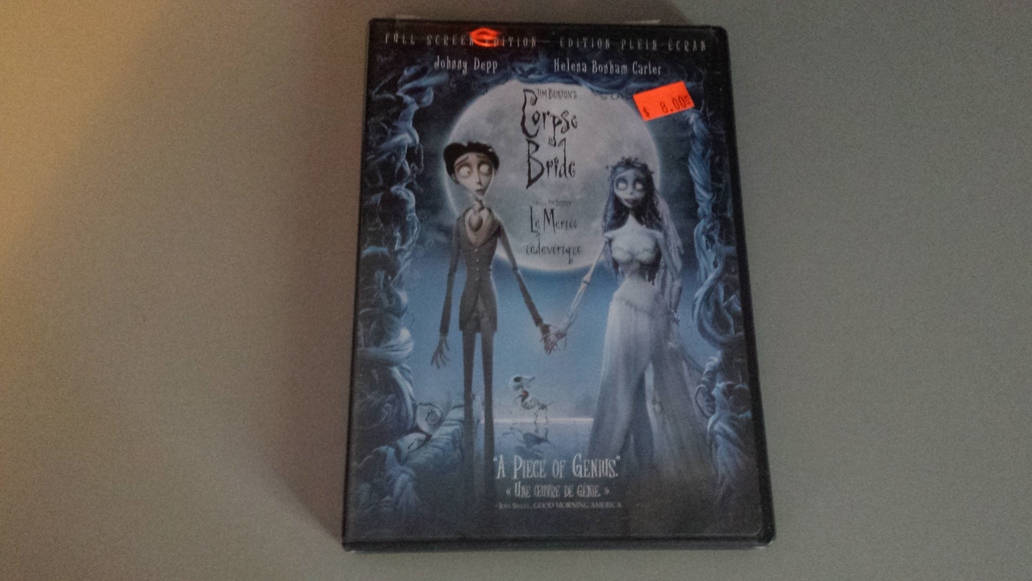 FULL SCREEN EDITION — ÉDITION PLEIN ÉCRAN
Johnny Depp Helena Bonham Carter
TIM BURTON'S
Corpse
Bride
$ 8.00
La Mariée
cadavérique
"A PIECE OF GENIUS."
« UNE ŒUVRE DE GÉNIE. »
GOOD MORNING AMERICA